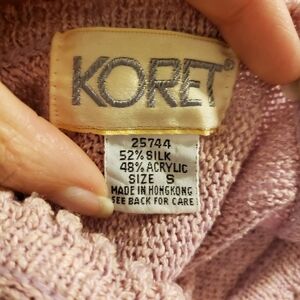 KORET®
25744
52% SILK
48% ACRYLIC
SIZE S
MADE IN HONGKONG
SEE BACK FOR CARE